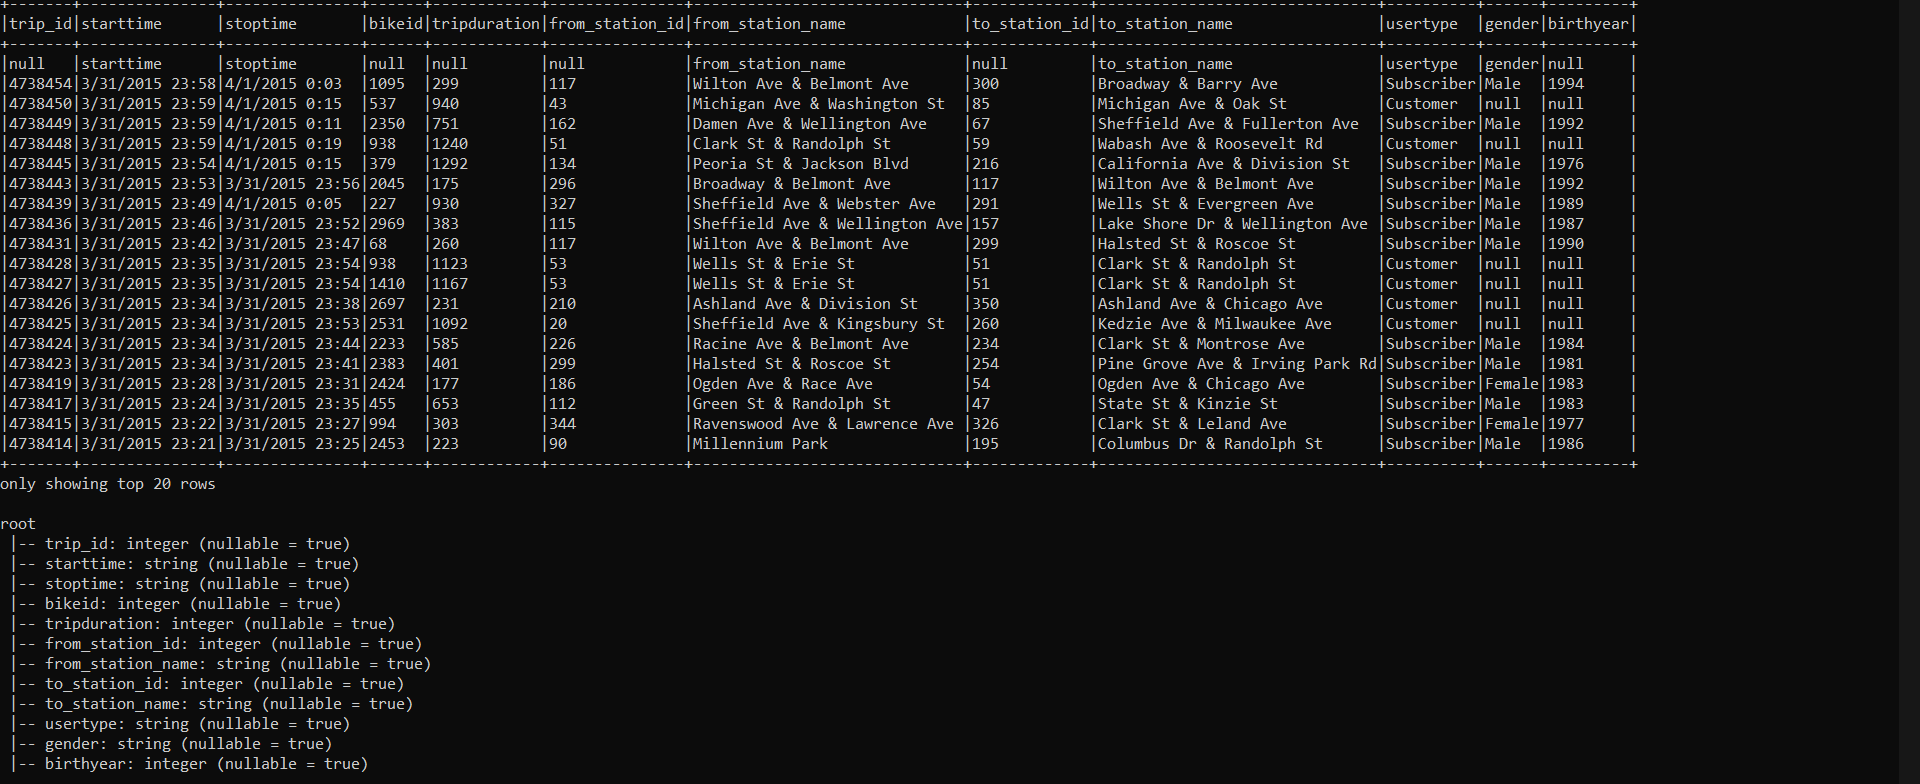 +-------+---------------+---------------+------+------------+---------------+------------------------------+-------------+-------------------------------+----------+------+---------+
|trip_id|starttime      |stoptime       |bikeid|tripduration|from_station_id|from_station_name             |to_station_id|to_station_name                |usertype  |gender|birthyear|
+-------+---------------+---------------+------+------------+---------------+------------------------------+-------------+-------------------------------+----------+------+---------+
|null   |starttime      |stoptime       |null  |null        |null           |from_station_name             |null         |to_station_name                |usertype  |gender|null     |
|4738454|3/31/2015 23:58|4/1/2015 0:03  |1095  |299         |117            |Wilton Ave & Belmont Ave      |300          |Broadway & Barry Ave           |Subscriber|Male  |1994     |
|4738450|3/31/2015 23:59|4/1/2015 0:15  |537   |940         |43             |Michigan Ave & Washington St  |85           |Michigan Ave & Oak St          |Customer  |null  |null     |
|4738449|3/31/2015 23:59|4/1/2015 0:11  |2350  |751         |162            |Damen Ave & Wellington Ave    |67           |Sheffield Ave & Fullerton Ave  |Subscriber|Male  |1992     |
|4738448|3/31/2015 23:59|4/1/2015 0:19  |938   |1240        |51             |Clark St & Randolph St        |59           |Wabash Ave & Roosevelt Rd      |Customer  |null  |null     |
|4738445|3/31/2015 23:54|4/1/2015 0:15  |379   |1292        |134            |Peoria St & Jackson Blvd      |216          |California Ave & Division St   |Subscriber|Male  |1976     |
|4738443|3/31/2015 23:53|3/31/2015 23:56|2045  |175         |296            |Broadway & Belmont Ave        |117          |Wilton Ave & Belmont Ave       |Subscriber|Male  |1992     |
|4738439|3/31/2015 23:49|4/1/2015 0:05  |227   |930         |327            |Sheffield Ave & Webster Ave   |291          |Wells St & Evergreen Ave       |Subscriber|Male  |1989     |
|4738436|3/31/2015 23:46|3/31/2015 23:52|2969  |383         |115            |Sheffield Ave & Wellington Ave|157          |Lake Shore Dr & Wellington Ave |Subscriber|Male  |1987     |
|4738431|3/31/2015 23:42|3/31/2015 23:47|68    |260         |117            |Wilton Ave & Belmont Ave      |299          |Halsted St & Roscoe St         |Subscriber|Male  |1990     |
|4738428|3/31/2015 23:35|3/31/2015 23:54|938   |1123        |53             |Wells St & Erie St            |51           |Clark St & Randolph St         |Customer  |null  |null     |
|4738427|3/31/2015 23:35|3/31/2015 23:54|1410  |1167        |53             |Wells St & Erie St            |51           |Clark St & Randolph St         |Customer  |null  |null     |
|4738426|3/31/2015 23:34|3/31/2015 23:38|2697  |231         |210            |Ashland Ave & Division St     |350          |Ashland Ave & Chicago Ave      |Customer  |null  |null     |
|4738425|3/31/2015 23:34|3/31/2015 23:53|2531  |1092        |20             |Sheffield Ave & Kingsbury St  |260          |Kedzie Ave & Milwaukee Ave     |Customer  |null  |null     |
|4738424|3/31/2015 23:34|3/31/2015 23:44|2233  |585         |226            |Racine Ave & Belmont Ave      |234          |Clark St & Montrose Ave        |Subscriber|Male  |1984     |
|4738423|3/31/2015 23:34|3/31/2015 23:41|2383  |401         |299            |Halsted St & Roscoe St        |254          |Pine Grove Ave & Irving Park Rd|Subscriber|Male  |1981     |
|4738419|3/31/2015 23:28|3/31/2015 23:31|2424  |177         |186            |Ogden Ave & Race Ave          |54           |Ogden Ave & Chicago Ave        |Subscriber|Female|1983     |
|4738417|3/31/2015 23:24|3/31/2015 23:35|455   |653         |112            |Green St & Randolph St        |47           |State St & Kinzie St           |Subscriber|Male  |1983     |
|4738415|3/31/2015 23:22|3/31/2015 23:27|994   |303         |344            |Ravenswood Ave & Lawrence Ave |326          |Clark St & Leland Ave          |Subscriber|Female|1977     |
|4738414|3/31/2015 23:21|3/31/2015 23:25|2453  |223         |90             |Millennium Park               |195          |Columbus Dr & Randolph St      |Subscriber|Male  |1986     |
+-------+---------------+---------------+------+------------+---------------+------------------------------+-------------+-------------------------------+----------+------+---------+
only showing top 20 rows

root
 |-- trip_id: integer (nullable = true)
 |-- starttime: string (nullable = true)
 |-- stoptime: string (nullable = true)
 |-- bikeid: integer (nullable = true)
 |-- tripduration: integer (nullable = true)
 |-- from_station_id: integer (nullable = true)
 |-- from_station_name: string (nullable = true)
 |-- to_station_id: integer (nullable = true)
 |-- to_station_name: string (nullable = true)
 |-- usertype: string (nullable = true)
 |-- gender: string (nullable = true)
 |-- birthyear: integer (nullable = true)